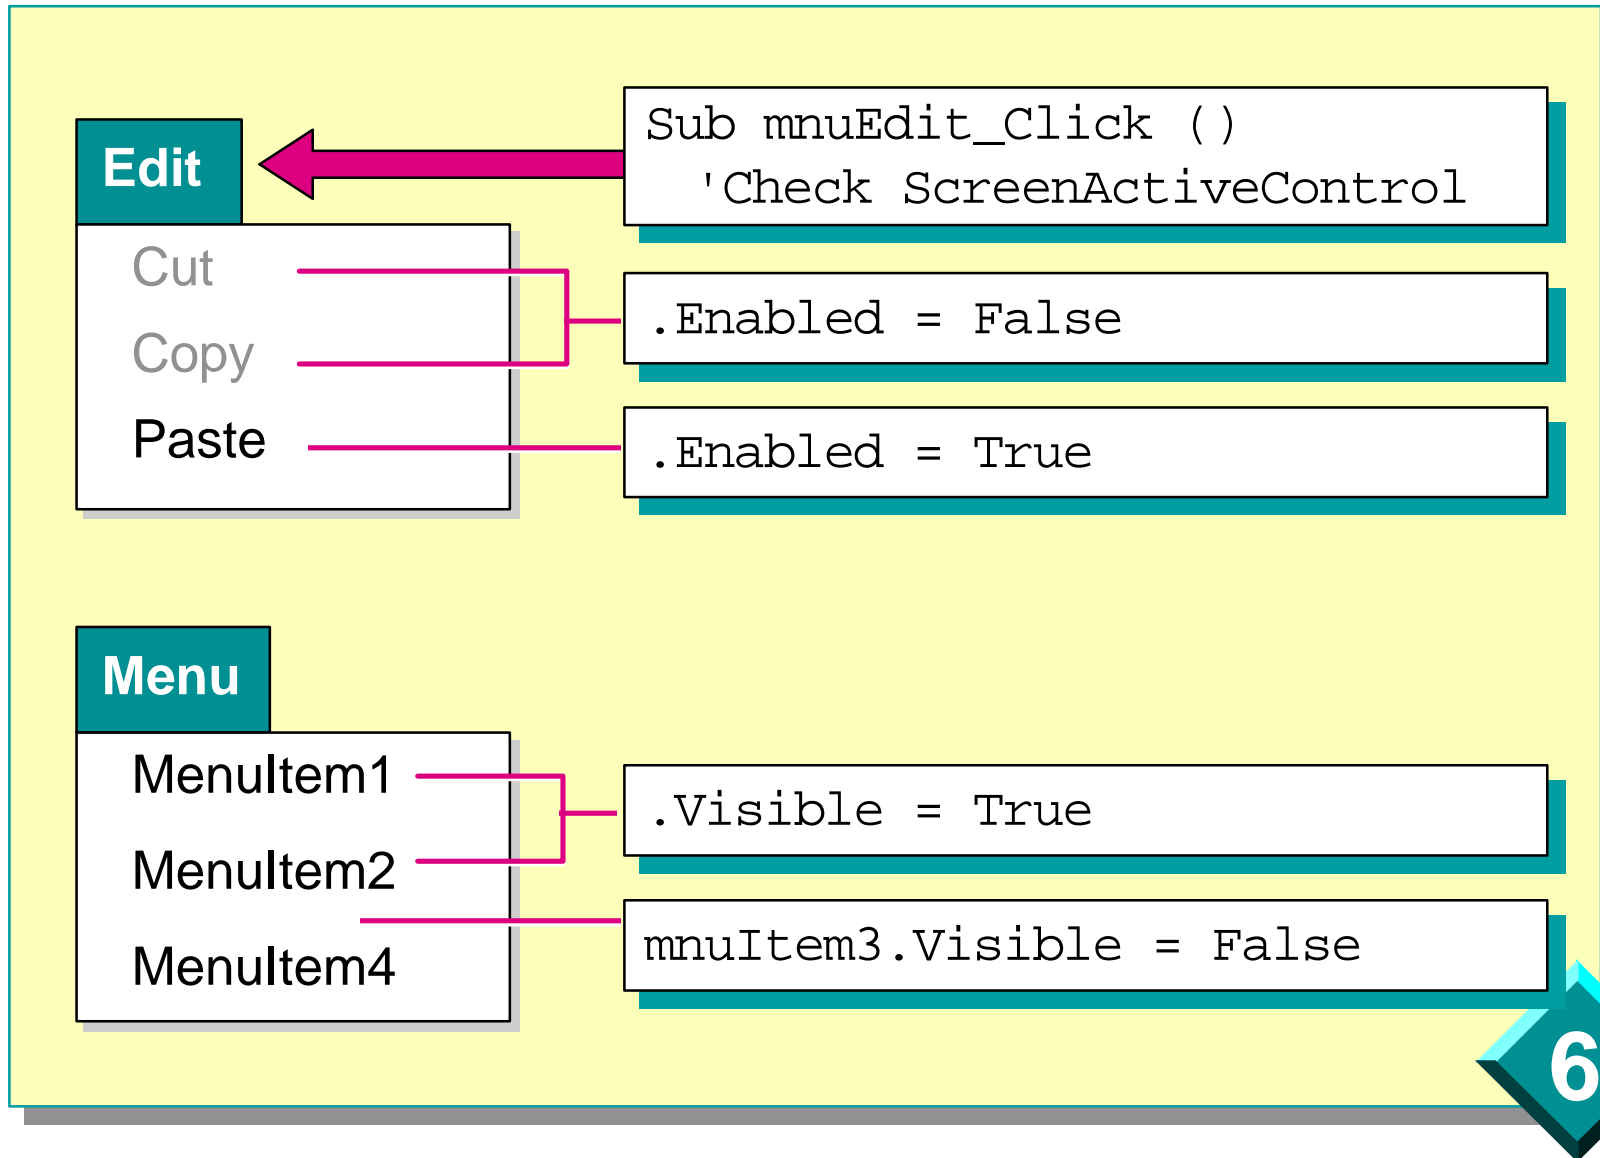 Edit
Sub mnuEdit_Click ()
'Check ScreenActiveControl
Cut
Copy
.Enabled = False
Paste
.Enabled = True
Menu
MenuItem1
.Visible = True
MenuItem2
mnuItem3.Visible = False
MenuItem4
6